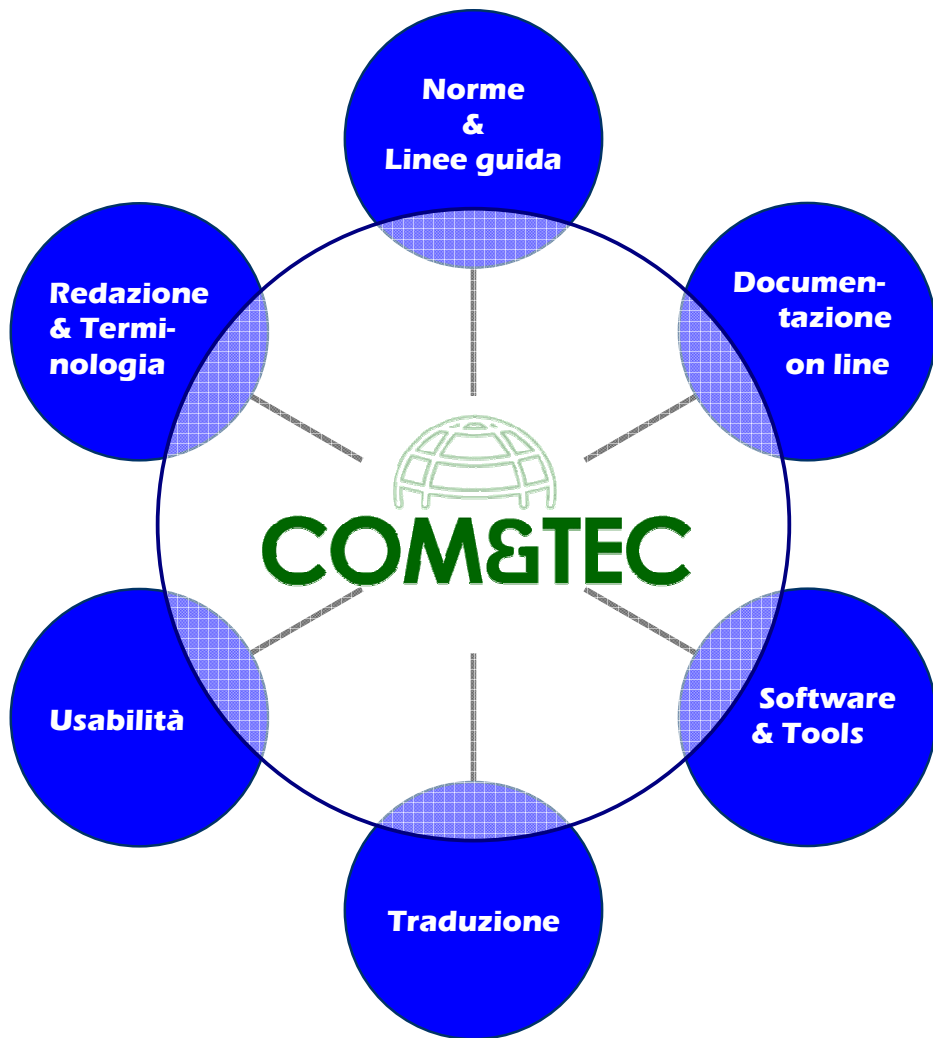 Norme
&
Linee guida
Redazione
& Termi-
nologia
Documen-
tazione
on line
COM&TEC
Usabilità
Software
& Tools
Traduzione